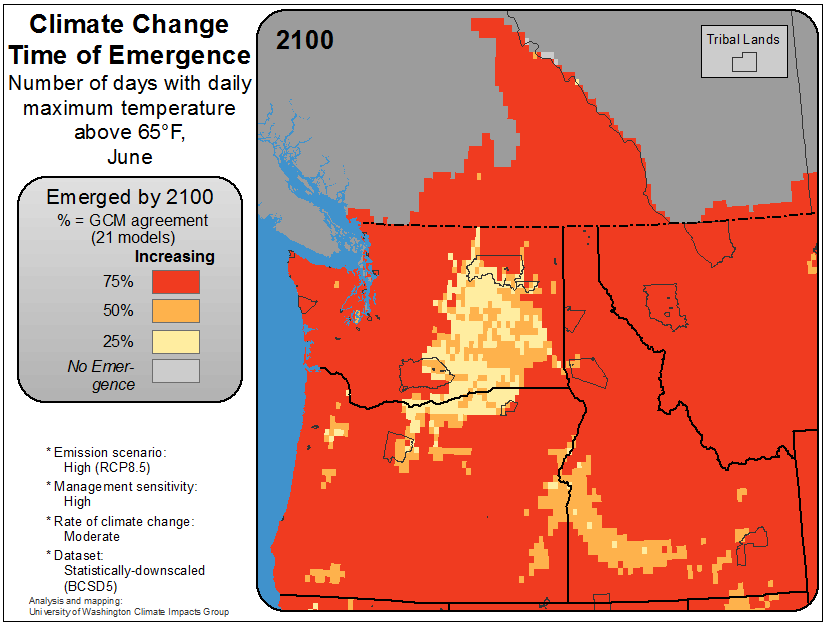 Climate Change
Time of Emergence
Number of days with daily
maximum temperature
above 65°F,
June
2100
Tribal Lands
Emerged by 2100
% = GCM agreement
(21 models)
Increasing
75%
50%
25%
No Emer-
gence
* Emission scenario:
High (RCP8.5)
* Management sensitivity:
High
* Rate of climate change:
Moderate
* Dataset:
Statistically-downscaled
(BCSD5)
Analysis and mapping:
University of Washington Climate Impacts Group